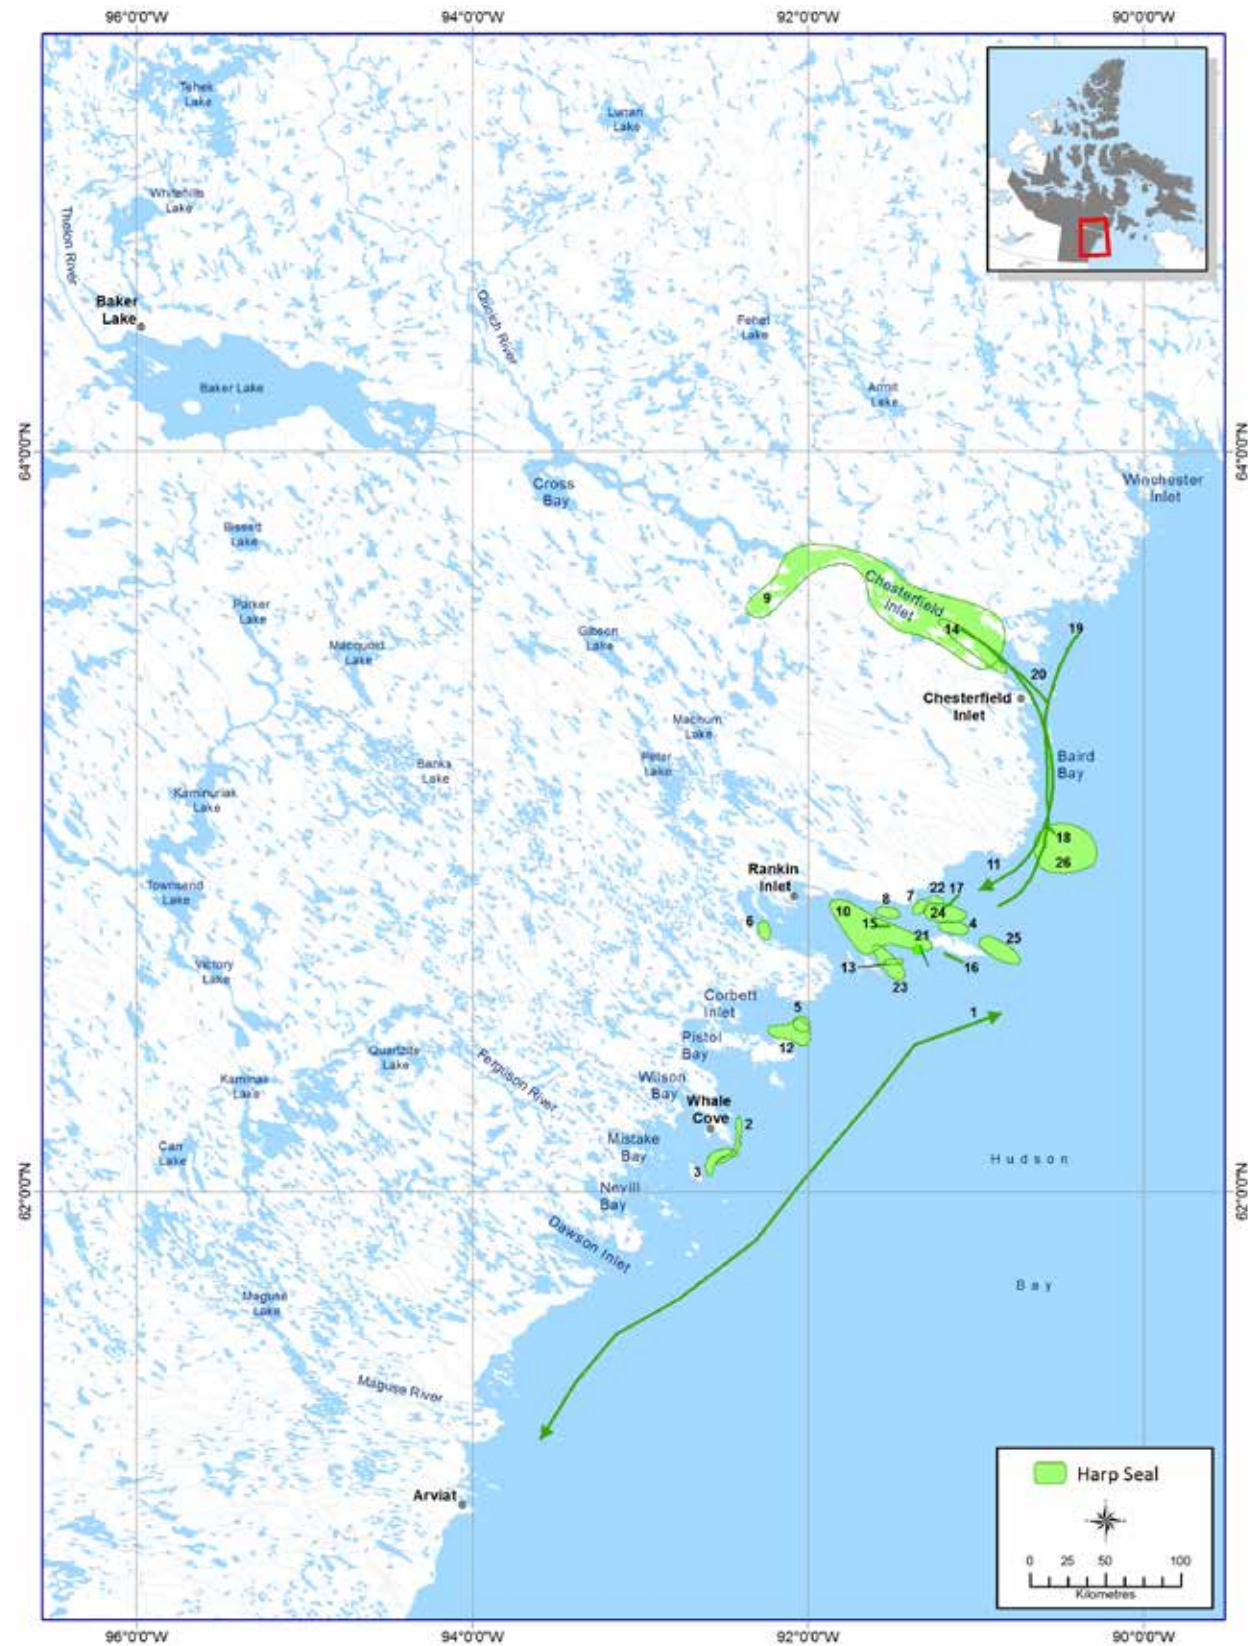 96°0'0"W
94°0'0"W
92°0'0"W
90°0'0"W
Tehek
Lake
Lunan
Lake
Whitehills
Lake
Thelon River
Baker
Lake
Quoich River
Fehet
Lake
Baker Lake
Armit
Lake
64°0'0"N
64°0'0"N
Cross
Bay
Winchester
Inlet
Bissett
Lake
Chesterfield
Inlet
9
Parker
Lake
14
19
Gibson
Lake
Macquoid
Lake
20
Chesterfield
Inlet
Machum
Lake
Peter
Lake
Baird
Bay
Banks
Lake
Kaminuriak
Lake
18
26
11
Rankin
Inlet
Townsend
Lake
22
17
7
8
10
24
6
15
4
21
25
13
16
23
Victory
Lake
Corbett
Inlet
5
1
Pistol
Bay
12
Quartzite
Lake
Ferguson River
Wilson
Bay
Kaminak
Lake
Whale
Cove
2
Mistake
Bay
Carr
Lake
3
Hudson
62°0'0"N
62°0'0"N
Nevill
Bay
Dawson Inlet
Bay
Maguse
Lake
Maguse River
Arviat
Harp Seal
0
25
50
100
Kilometres
96°0'0"W
94°0'0"W
92°0'0"W
90°0'0"W